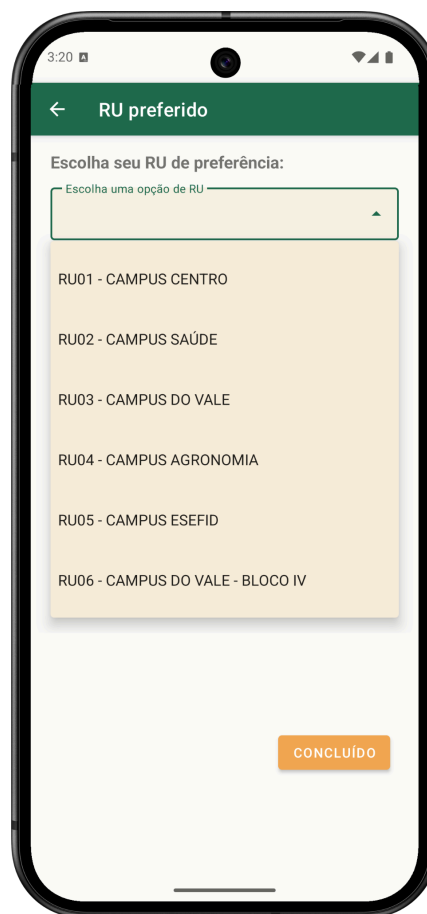 3:20
RU preferido
Escolha seu RU de preferência:
Escolha uma opção de RU
RU01 - CAMPUS CENTRO
RU02 - CAMPUS SAÚDE
RU03 - CAMPUS DO VALE
RU04 - CAMPUS AGRONOMIA
RU05 - CAMPUS ESEFID
RU06 - CAMPUS DO VALE - BLOCO IV
CONCLUÍDO